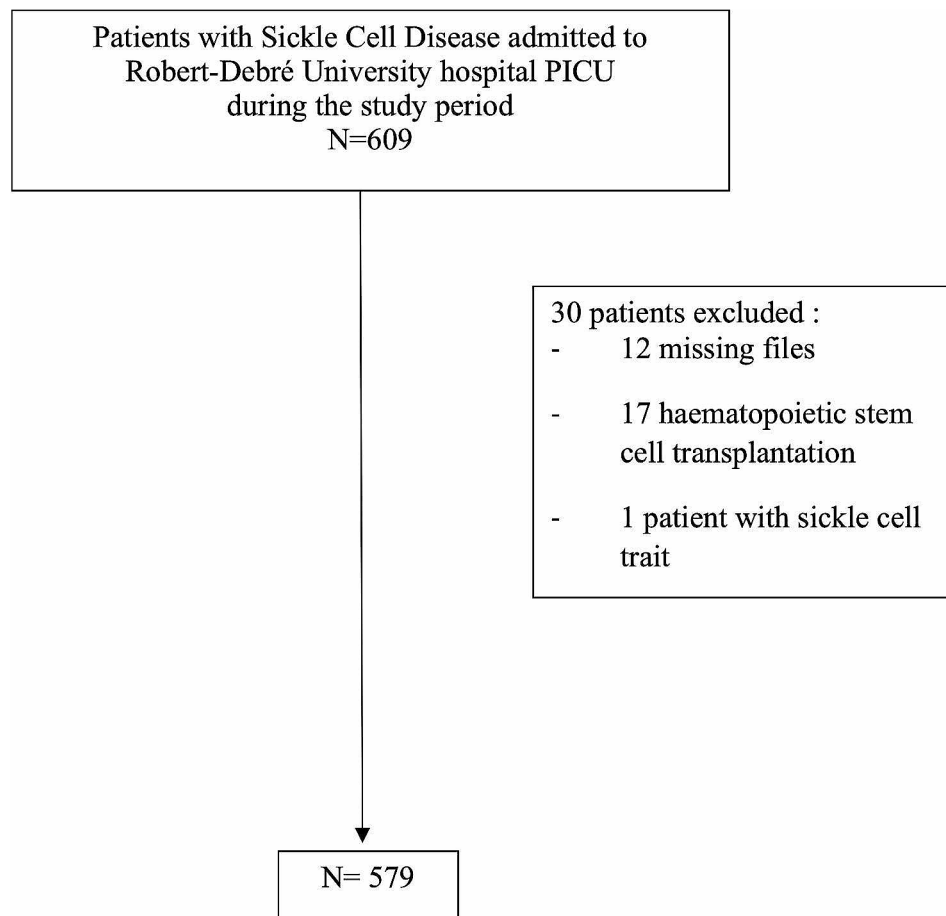 Patients with Sickle Cell Disease admitted to
Robert-Debré University hospital PICU
during the study period
N=609
30 patients excluded :
- 12 missing files
- 17 haematopoietic stem
cell transplantation
- 1 patient with sickle cell
trait
N= 579